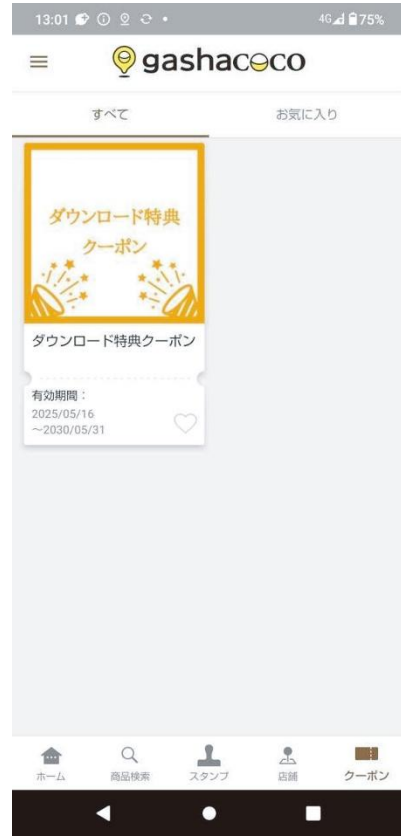 13:01
4G 75%
gashacoco
すべて
お気に入り
ダウンロード特典
クーポン
ダウンロード特典クーポン
有効期間：
2025/05/16
～2030/05/31
ホーム
商品検索
スタンプ
店舗
クーポン